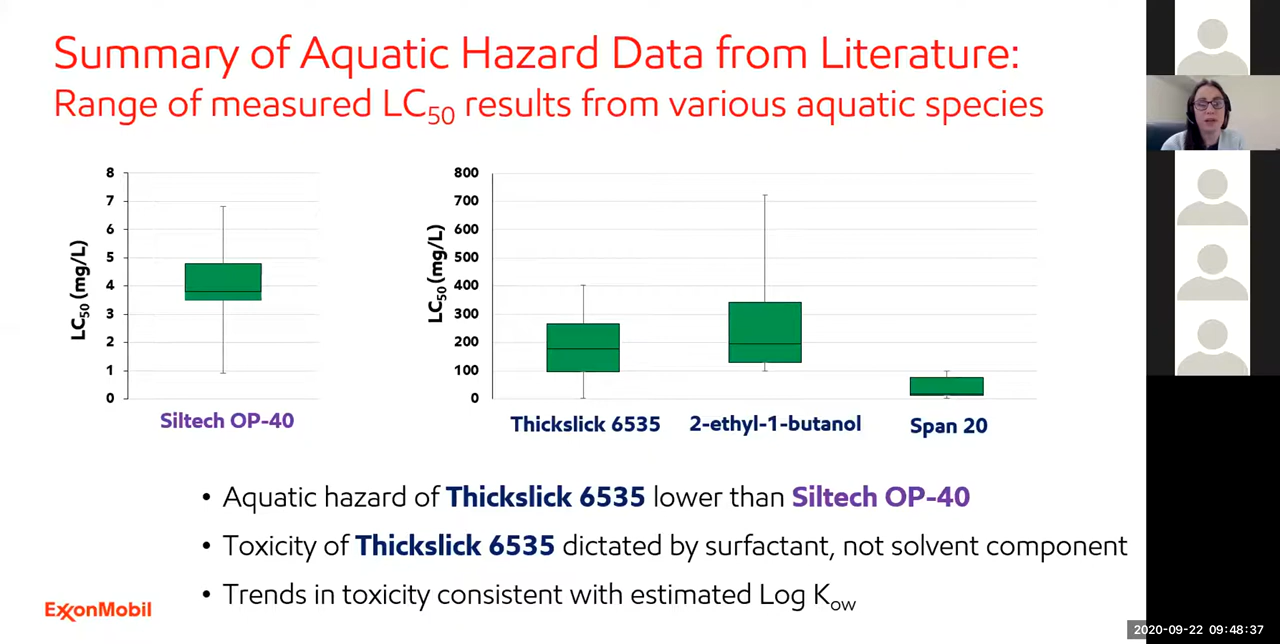 Summary of Aquatic Hazard Data from Literature:
Range of measured LC50 results from various aquatic species
8
7
6
5
4
3
2
1
0
LC50 (mg/L)
Siltech OP-40
800
700
600
500
400
300
200
100
0
LC50 (mg/L)
Thickslick 6535
2-ethyl-1-butanol
Span 20
• Aquatic hazard of Thickslick 6535 lower than Siltech OP-40
• Toxicity of Thickslick 6535 dictated by surfactant, not solvent component
• Trends in toxicity consistent with estimated Log Kow
ExxonMobil
2020-09-22 09:48:37